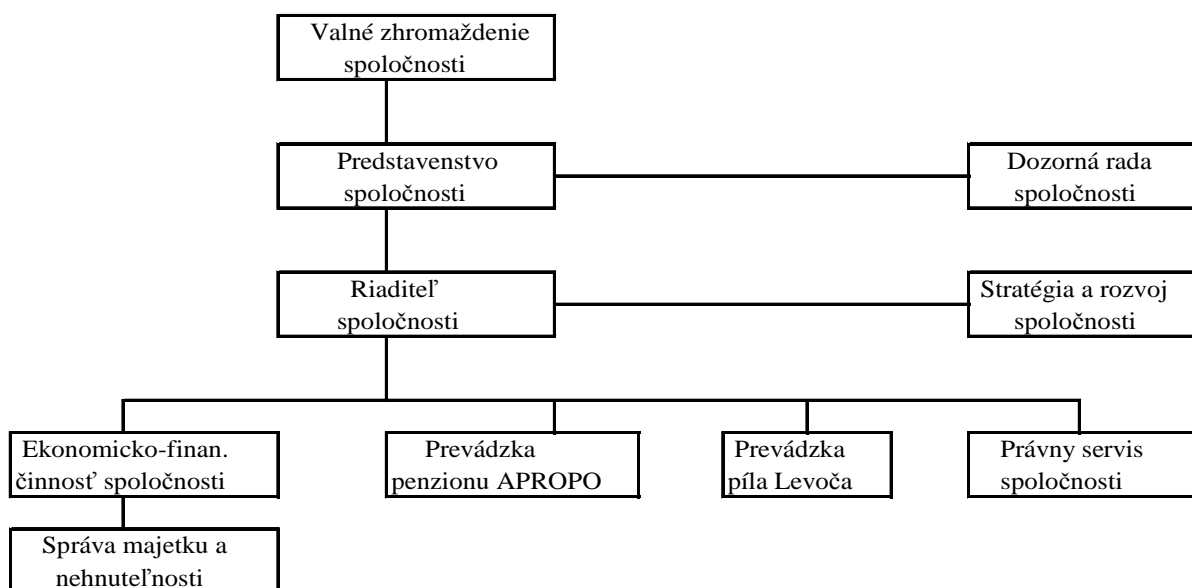 Valné zhromaždenie
spoločnosti
Predstavenstvo
spoločnosti
Dozorná rada
spoločnosti
Riaditeľ
spoločnosti
Stratégia a rozvoj
spoločnosti
Ekonomicko-finan.
činnosť spoločnosti
Prevádzka
penzionu APROPO
Prevádzka
píla Levoča
Právny servis
spoločnosti
Správa majetku a
nehnuteľnosti